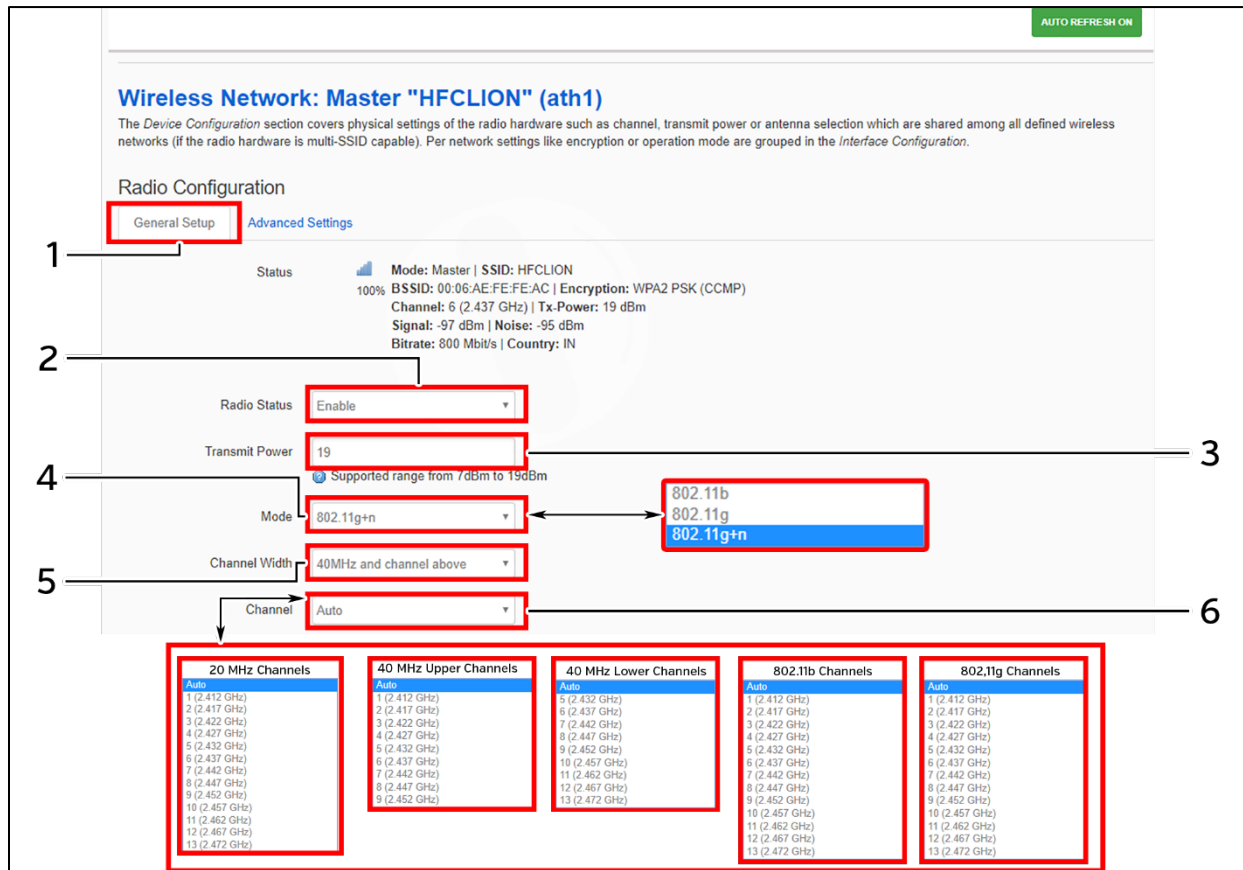 AUTO REFRESH ON
Wireless Network: Master "HFCLION" (ath1)
The Device Configuration section covers physical settings of the radio hardware such as channel, transmit power or antenna selection which are shared among all defined wireless
networks (if the radio hardware is multi-SSID capable). Per network settings like encryption or operation mode are grouped in the Interface Configuration.
Radio Configuration
General Setup Advanced Settings
1
Status
100%
Mode: Master | SSID: HFCLION
BSSID: 00:06:AE:FE:FE:AC | Encryption: WPA2 PSK (CCMP)
Channel: 6 (2.437 GHz) | Tx-Power: 19 dBm
Signal: -97 dBm | Noise: -95 dBm
Bitrate: 800 Mbit/s | Country: IN
2
Radio Status Enable
Transmit Power 19
3
Supported range from 7dBm to 19dBm
4
Mode 802.11g+n
802.11b
802.11g
802.11g+n
Channel Width 40MHz and channel above
5
Channel Auto
6
20 MHz Channels
Auto
1 (2.412 GHz)
2 (2.417 GHz)
3 (2.422 GHz)
4 (2.427 GHz)
5 (2.432 GHz)
6 (2.437 GHz)
7 (2.442 GHz)
8 (2.447 GHz)
9 (2.452 GHz)
10 (2.457 GHz)
11 (2.462 GHz)
12 (2.467 GHz)
13 (2.472 GHz)
40 MHz Upper Channels
Auto
1 (2.412 GHz)
2 (2.417 GHz)
3 (2.422 GHz)
4 (2.427 GHz)
5 (2.432 GHz)
6 (2.437 GHz)
7 (2.442 GHz)
8 (2.447 GHz)
9 (2.452 GHz)
40 MHz Lower Channels
Auto
5 (2.432 GHz)
6 (2.437 GHz)
7 (2.442 GHz)
8 (2.447 GHz)
9 (2.452 GHz)
10 (2.457 GHz)
11 (2.462 GHz)
12 (2.467 GHz)
13 (2.472 GHz)
802.11b Channels
Auto
1 (2.412 GHz)
2 (2.417 GHz)
3 (2.422 GHz)
4 (2.427 GHz)
5 (2.432 GHz)
6 (2.437 GHz)
7 (2.442 GHz)
8 (2.447 GHz)
9 (2.452 GHz)
10 (2.457 GHz)
11 (2.462 GHz)
12 (2.467 GHz)
13 (2.472 GHz)
802,11g Channels
Auto
1 (2.412 GHz)
2 (2.417 GHz)
3 (2.422 GHz)
4 (2.427 GHz)
5 (2.432 GHz)
6 (2.437 GHz)
7 (2.442 GHz)
8 (2.447 GHz)
9 (2.452 GHz)
10 (2.457 GHz)
11 (2.462 GHz)
12 (2.467 GHz)
13 (2.472 GHz)